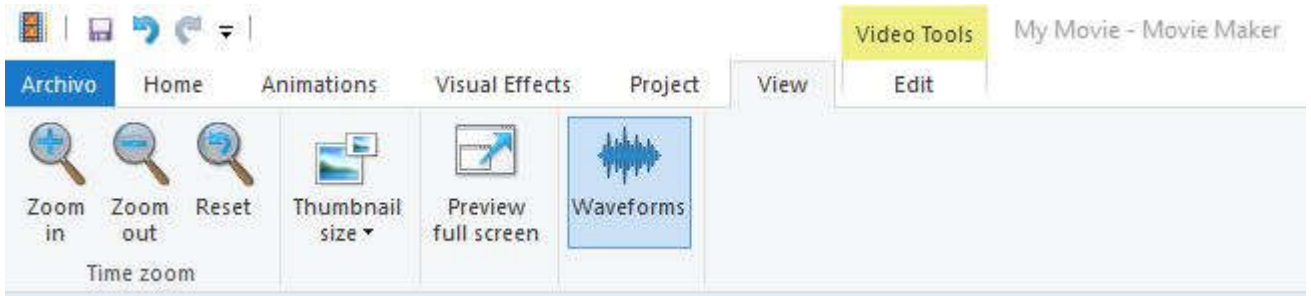 Video Tools My Movie - Movie Maker
Archivo Home Animations Visual Effects Project View Edit
Zoom in
Zoom out
Reset
Thumbnail size
Preview full screen
Waveforms
Time zoom